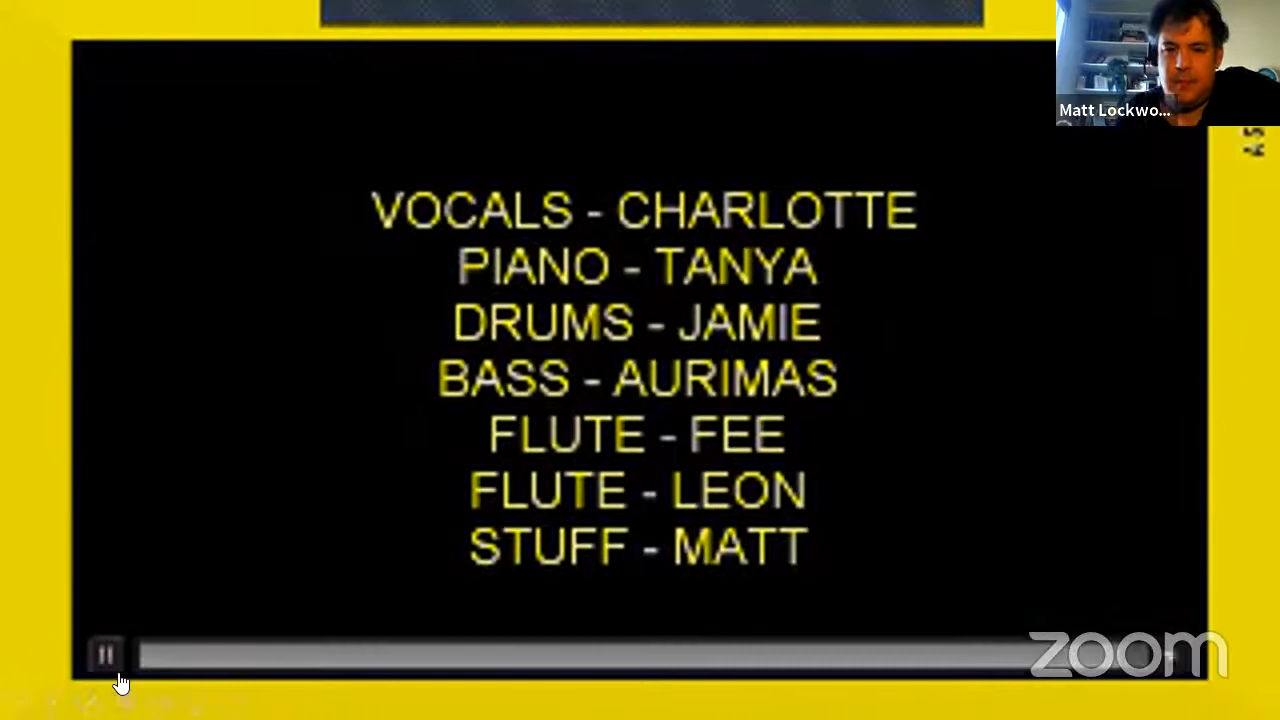 Matt Lockwo...
VOCALS - CHARLOTTE
PIANO - TANYA
DRUMS - JAMIE
BASS - AURIMAS
FLUTE - FEE
FLUTE - LEON
STUFF - MATT
zoom